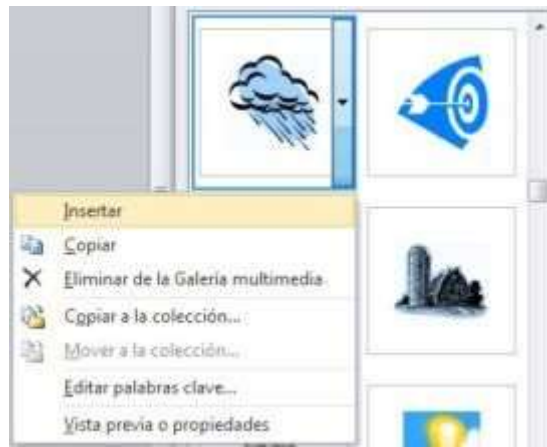 Insertar
Copiar
Eliminar de la Galería multimedia
Copiar a la colección...
Mover a la colección...
Editar palabras clave...
Vista previa o propiedades